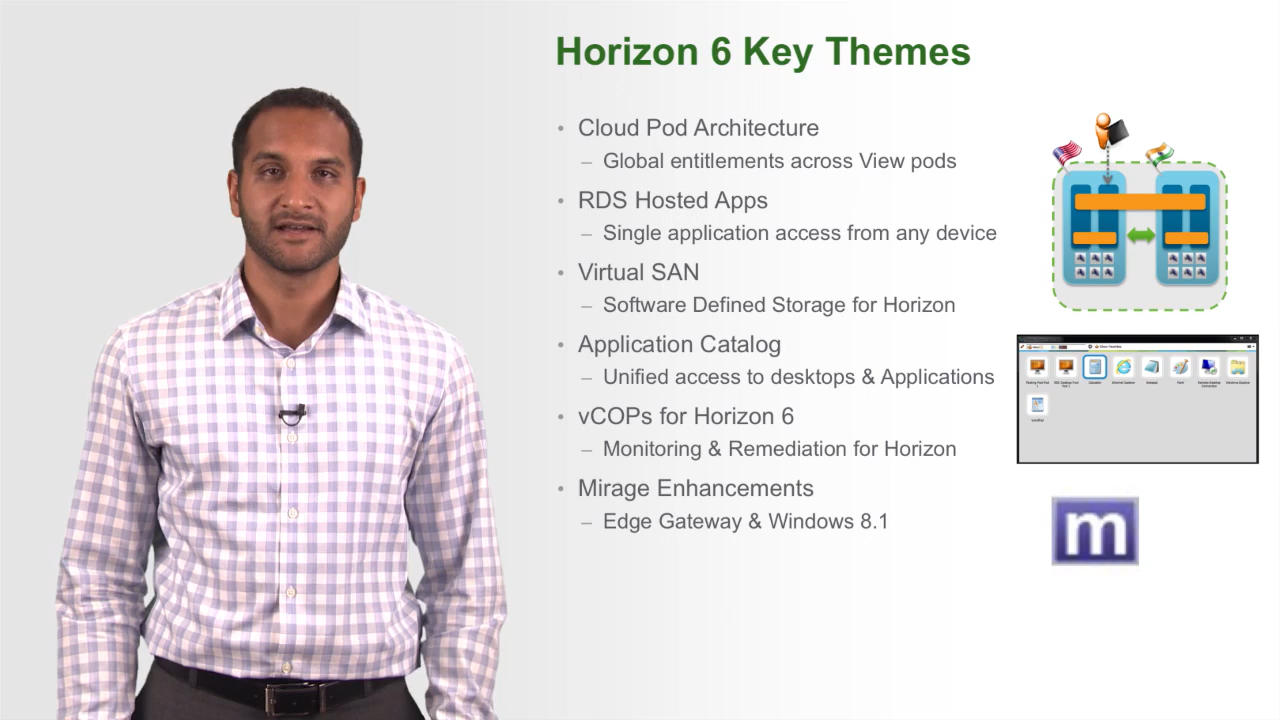 Horizon 6 Key Themes
• Cloud Pod Architecture
– Global entitlements across View pods
• RDS Hosted Apps
– Single application access from any device
• Virtual SAN
– Software Defined Storage for Horizon
• Application Catalog
– Unified access to desktops & Applications
• vCOPs for Horizon 6
– Monitoring & Remediation for Horizon
• Mirage Enhancements
– Edge Gateway & Windows 8.1
m